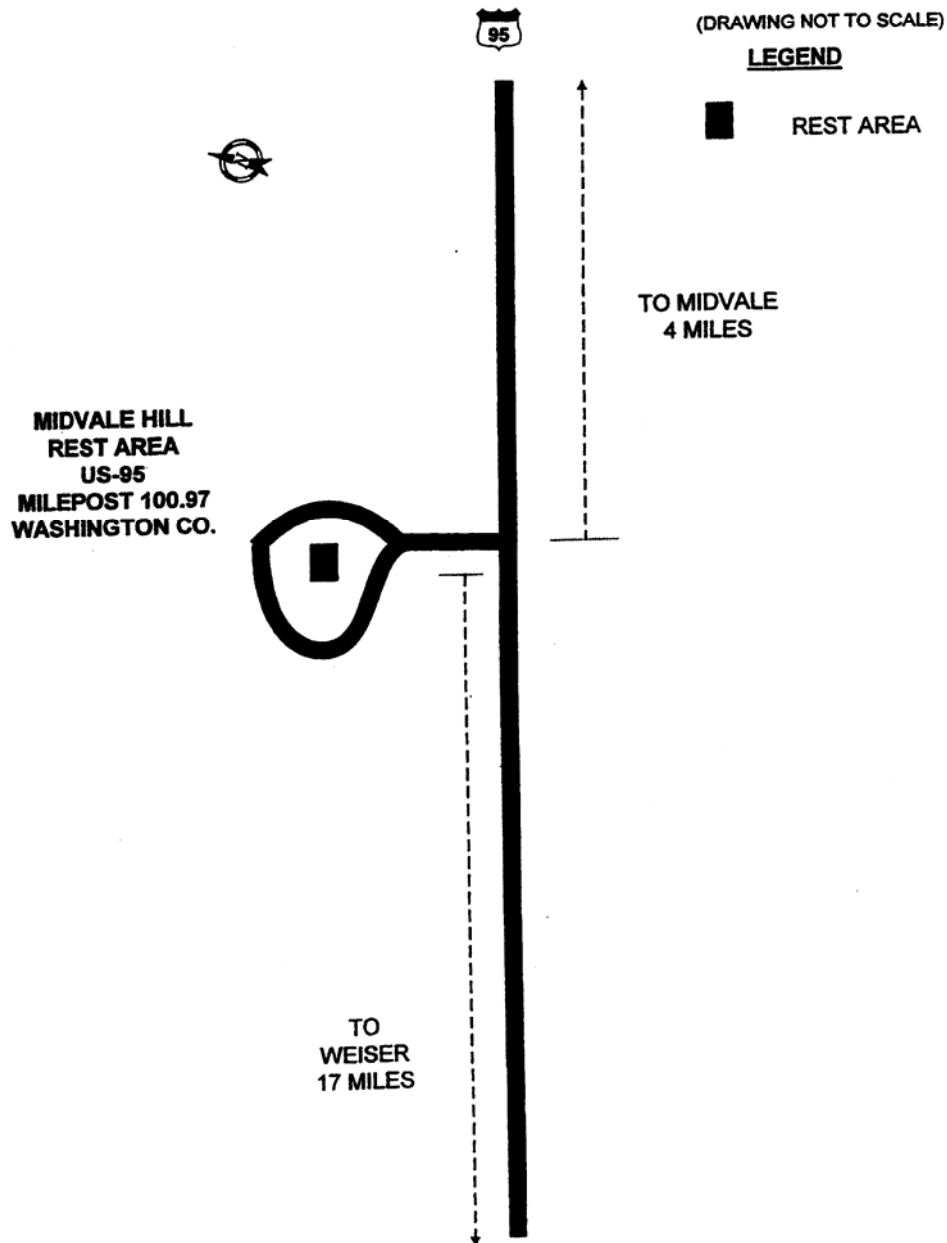 95
(DRAWING NOT TO SCALE)
LEGEND
REST AREA
N
TO MIDVALE
4 MILES
MIDVALE HILL
REST AREA
US-95
MILEPOST 100.97
WASHINGTON CO.
TO
WEISER
17 MILES